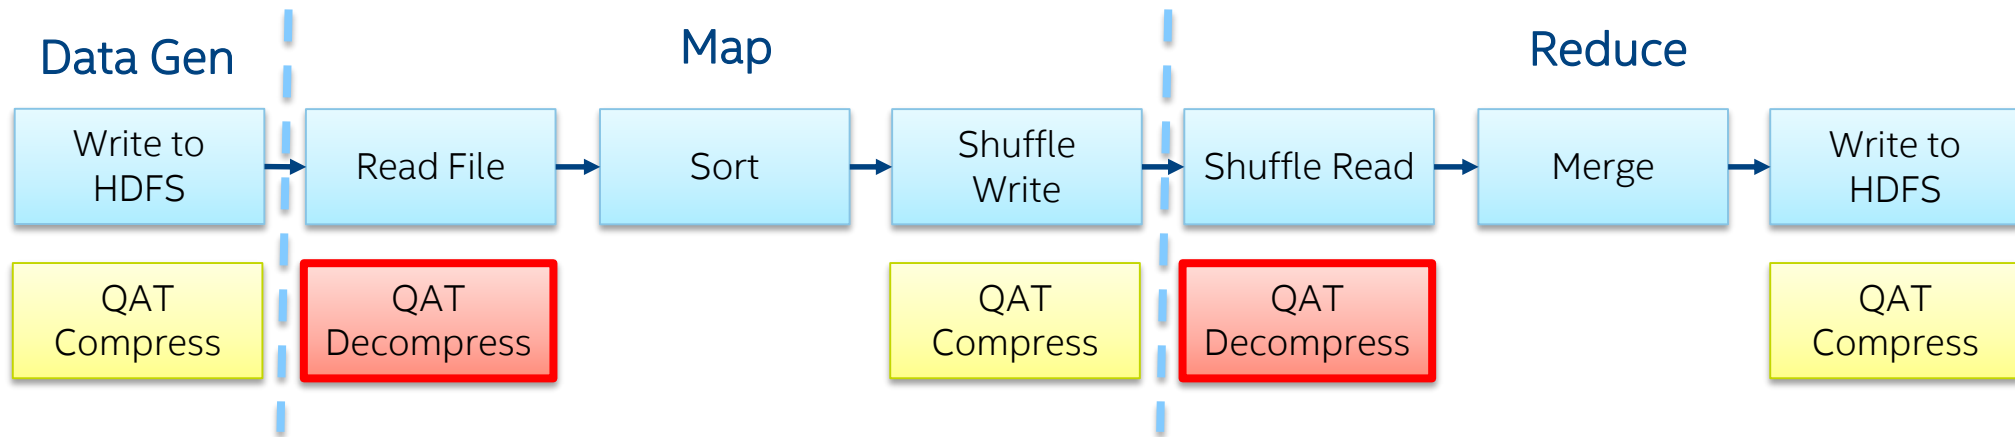 Data Gen
Map
Reduce
Write to
HDFS
Read File
Sort
Shuffle
Write
Shuffle Read
Merge
Write to
HDFS
QAT
Compress
QAT
Decompress
QAT
Compress
QAT
Decompress
QAT
Compress